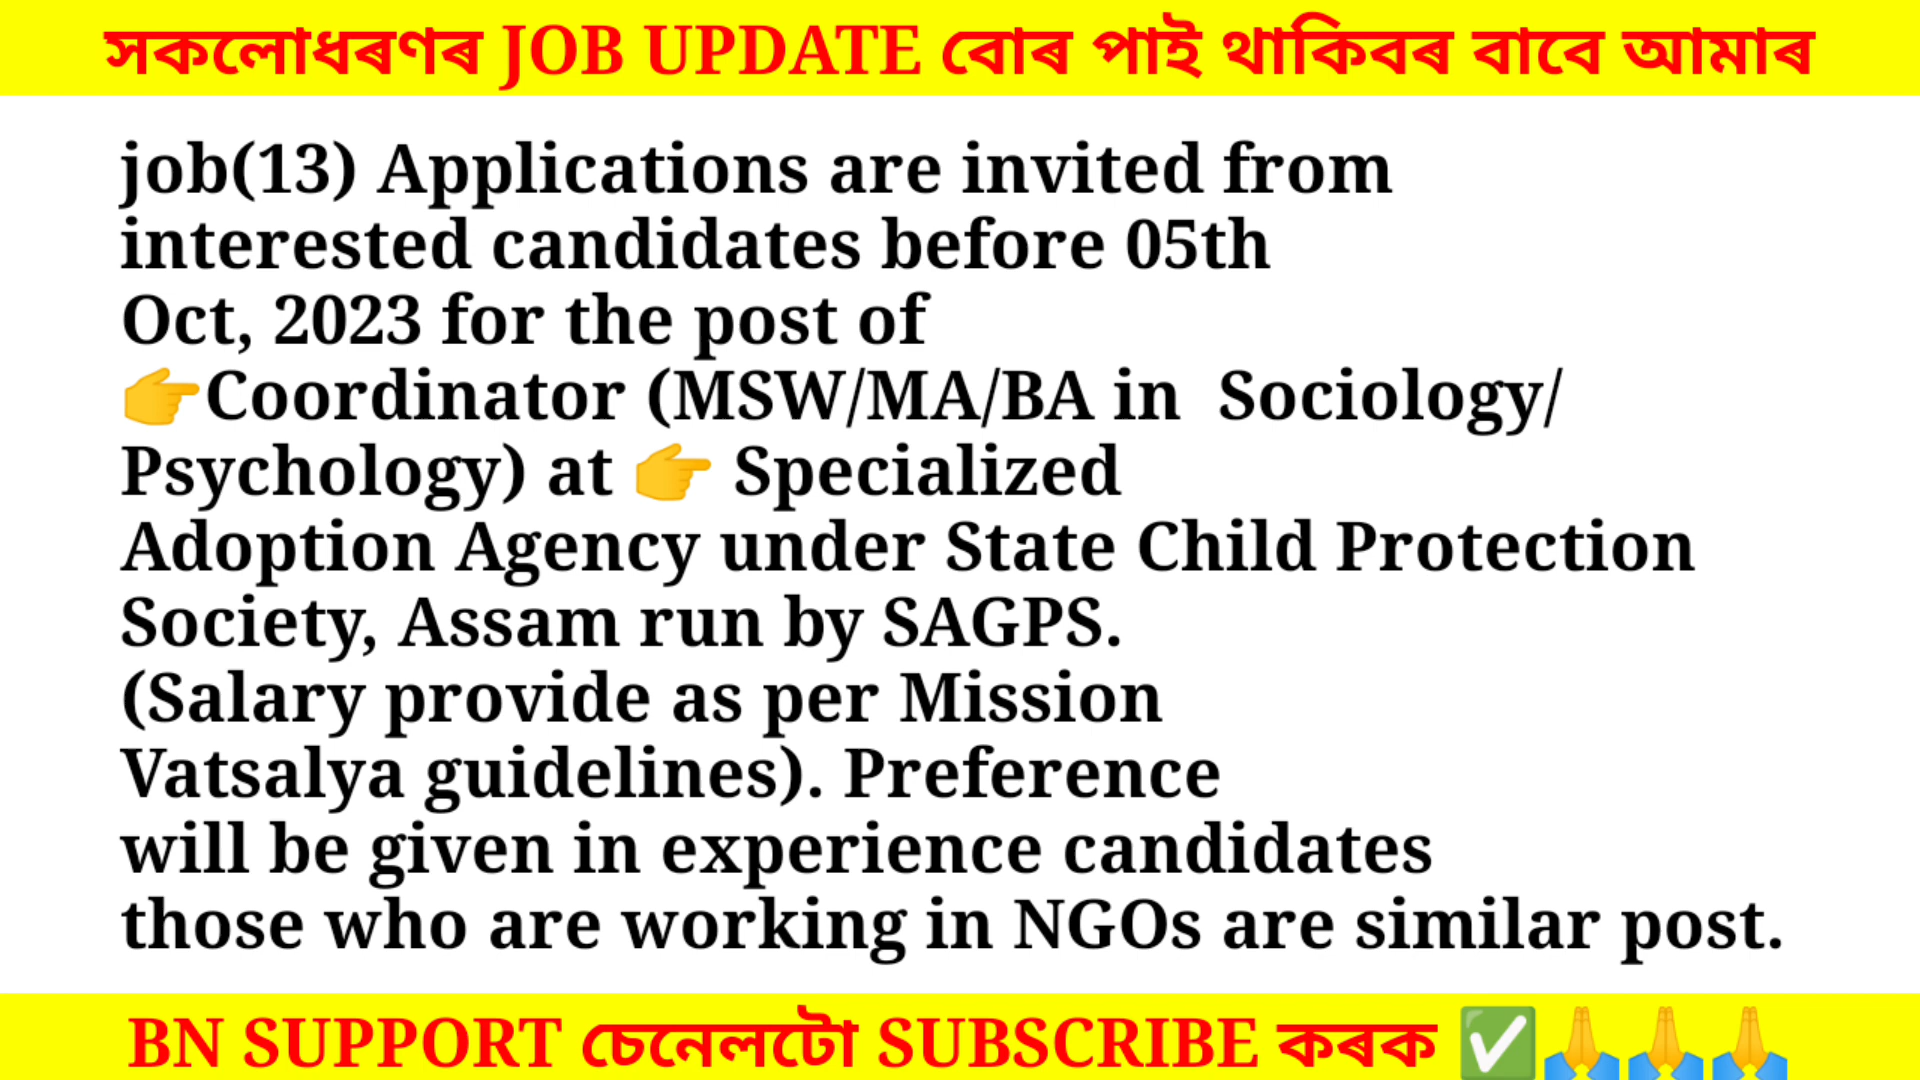 সকলোধৰণৰ JOB UPDATE বোৰ পাই থাকিবৰ বাবে আমাৰ
job(13) Applications are invited from
interested candidates before 05th
Oct, 2023 for the post of
👉Coordinator (MSW/MA/BA in  Sociology/
Psychology) at 👉 Specialized
Adoption Agency under State Child Protection
Society, Assam run by SAGPS.
(Salary provide as per Mission
Vatsalya guidelines). Preference
will be given in experience candidates
those who are working in NGOs are similar post.
BN SUPPORT চেনেলটো SUBSCRIBE কৰক ✅🙏🙏🙏